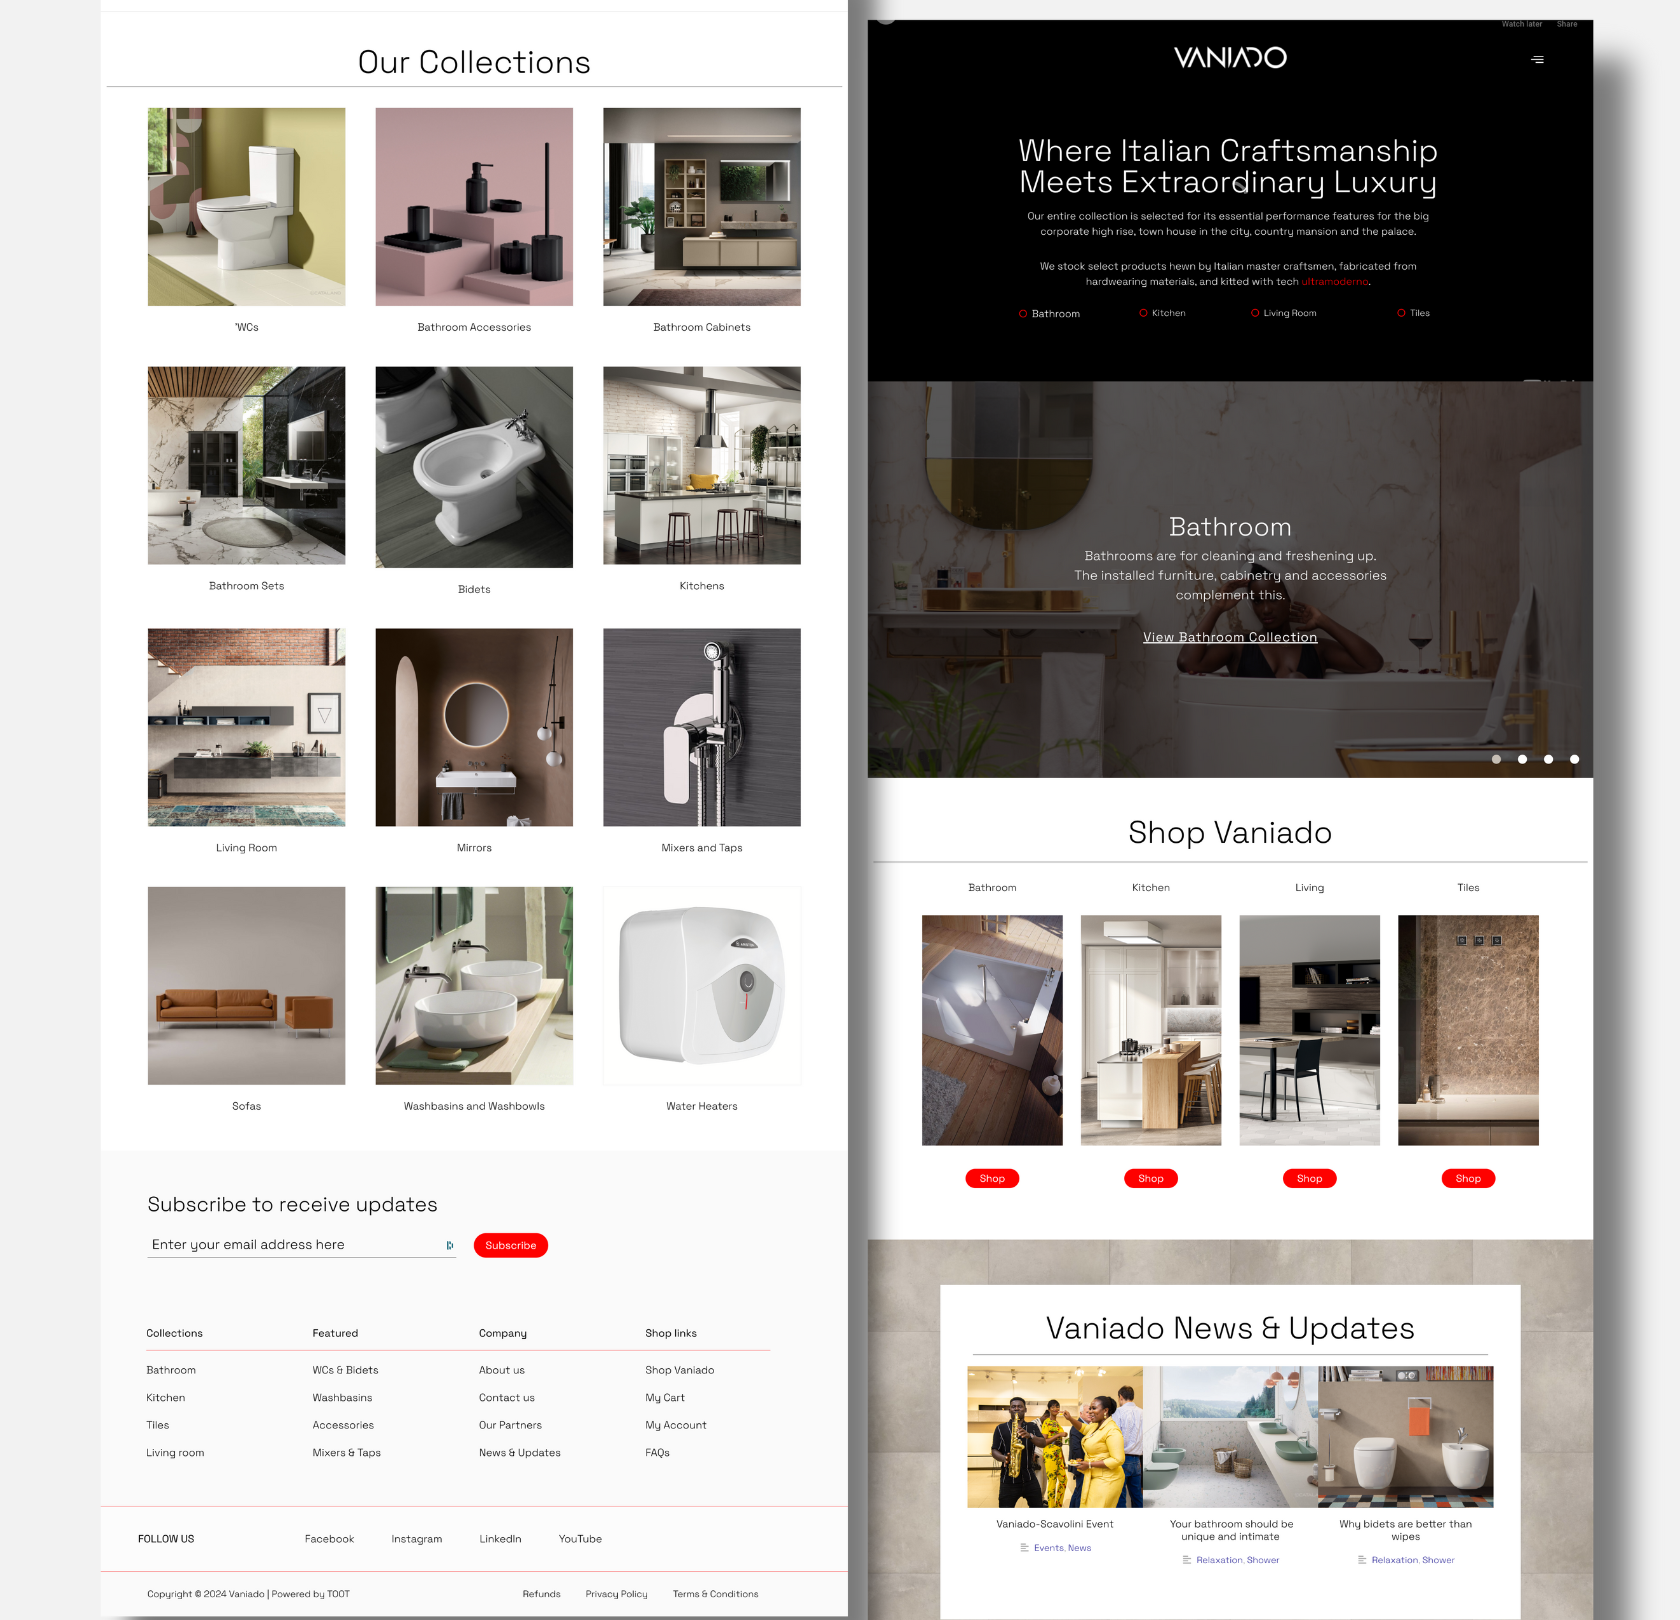 Our Collections
'WCs
Bathroom Accessories
Bathroom Cabinets
Bathroom Sets
Bidets
Kitchens
Living Room
Mirrors
Mixers and Taps
Sofas
Washbasins and Washbowls
Water Heaters
Subscribe to receive updates
Enter your email address here
Subscribe
Collections
Bathroom
Kitchen
Tiles
Living room
Featured
WCs & Bidets
Washbasins
Accessories
Mixers & Taps
Company
About us
Contact us
Our Partners
News & Updates
Shop links
Shop Vaniado
My Cart
My Account
FAQs
FOLLOW US
Facebook
Instagram
LinkedIn
YouTube
Copyright © 2024 Vaniado | Powered by TOOT
Refunds
Privacy Policy
Terms & Conditions
Watch later
Share
VANIADO
Where Italian Craftsmanship
Meets Extraordinary Luxury
Our entire collection is selected for its essential performance features for the big
corporate high rise, town house in the city, country mansion and the palace.
We stock select products hewn by Italian master craftsmen, fabricated from
hardwearing materials, and kitted with tech ultramoderno.
Bathroom
Kitchen
Living Room
Tiles
Bathroom
Bathrooms are for cleaning and freshening up.
The installed furniture, cabinetry and accessories
complement this.
View Bathroom Collection
Shop Vaniado
Bathroom
Kitchen
Living
Tiles
Shop
Shop
Shop
Shop
Vaniado News & Updates
Vaniado-Scavolini Event
Events, News
Your bathroom should be
unique and intimate
Relaxation, Shower
Why bidets are better than
wipes
Relaxation, Shower